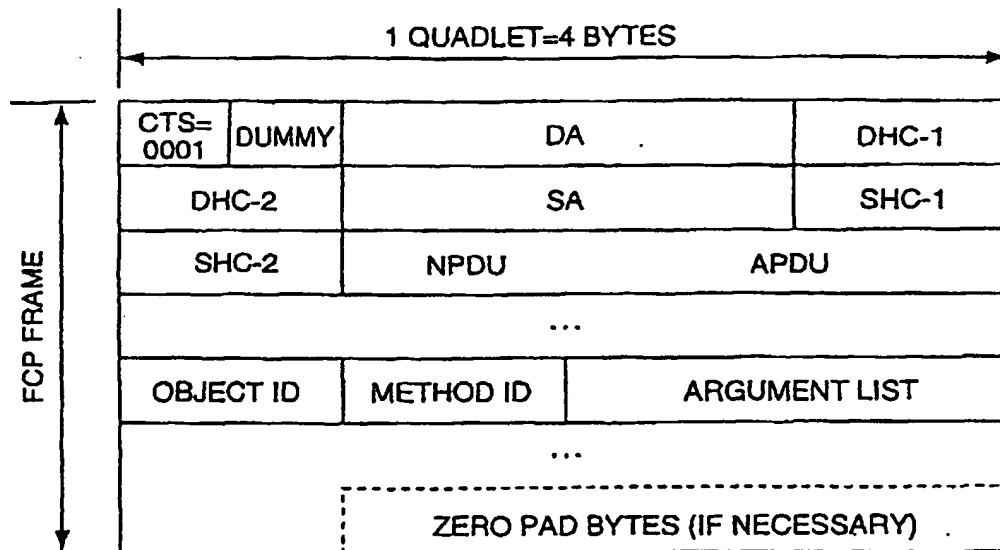 1 QUADLET=4 BYTES
CTS=
0001
DUMMY
DA
DHC-1
DHC-2
SA
SHC-1
SHC-2
NPDU
APDU
...
OBJECT ID
METHOD ID
ARGUMENT LIST
...
ZERO PAD BYTES (IF NECESSARY)
FCP FRAME